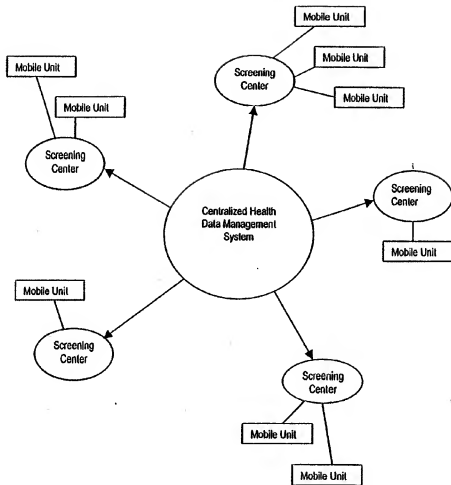 Mobile Unit
Mobile Unit
Mobile Unit
Mobile Unit
Mobile Unit
Screening
Center
Screening
Center
Screening
Center
Mobile Unit
Centralized Health
Data Management
System
Mobile Unit
Screening
Center
Screening
Center
Mobile Unit
Mobile Unit